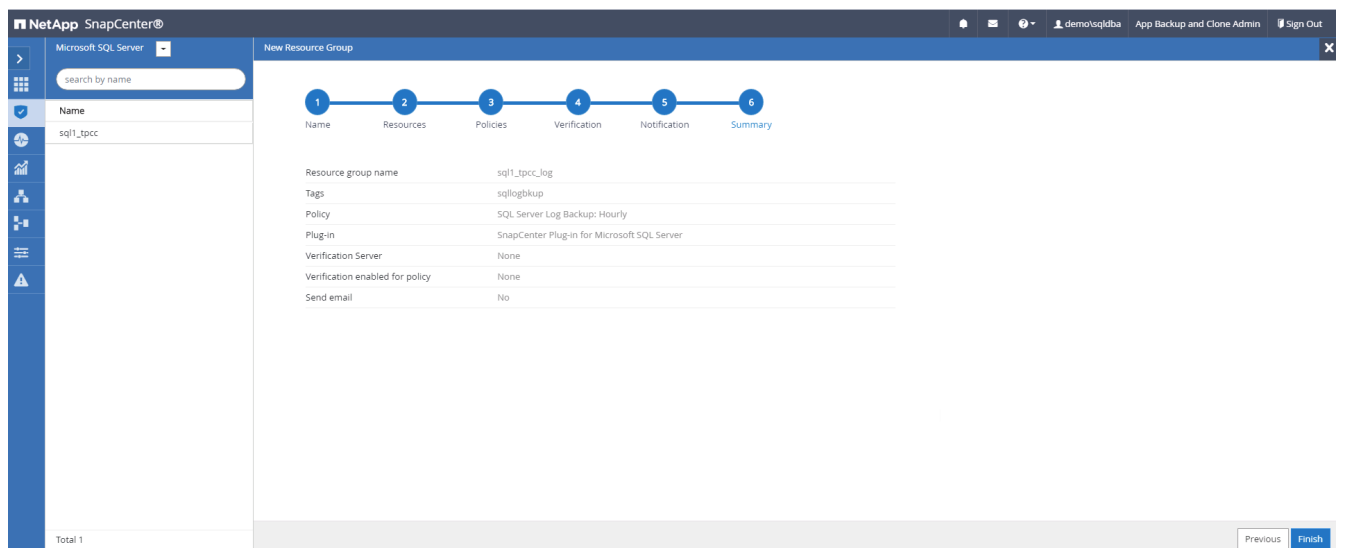 NetApp SnapCenter®
demo\sqldba App Backup and Clone Admin Sign Out
Microsoft SQL Server
New Resource Group
search by name
Name
sql1_tpcc
1 2 3 4 5 6
Name Resources Policies Verification Notification Summary
Resource group name sql1_tpcc_log
Tags sqllogbkup
Policy SQL Server Log Backup: Hourly
Plug-in SnapCenter Plug-in for Microsoft SQL Server
Verification Server None
Verification enabled for policy None
Send email No
Total 1
Previous Finish